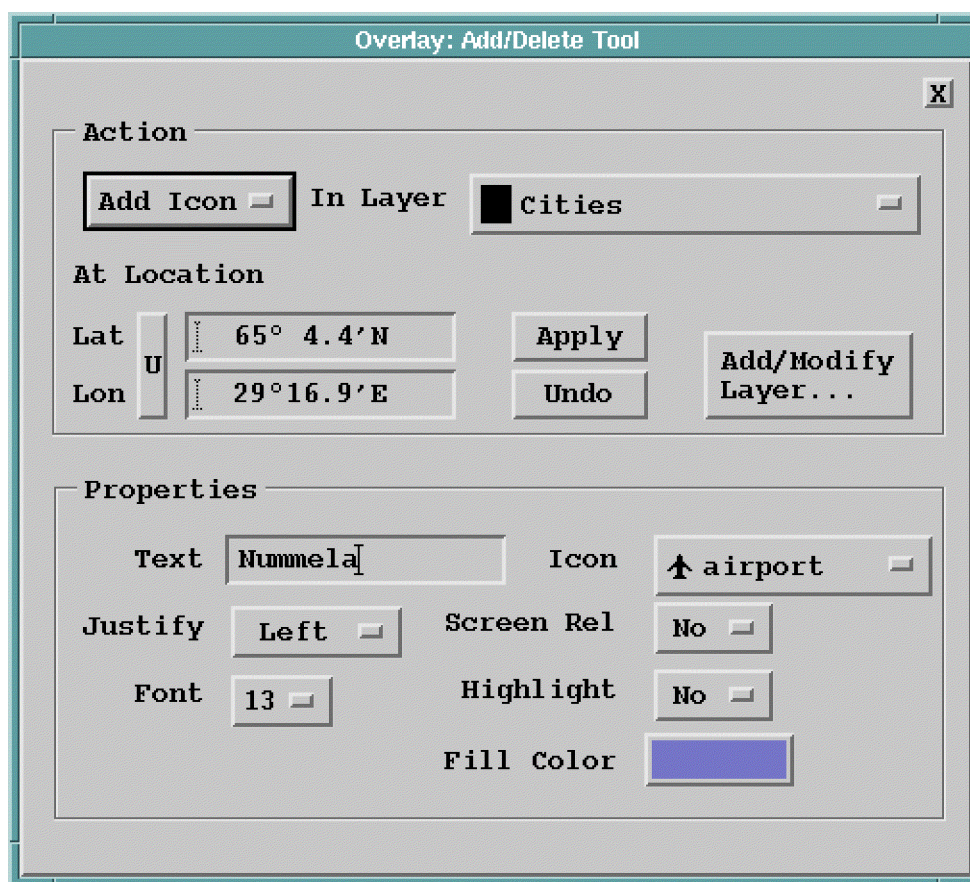 Overlay: Add/Delete Tool
X
Action
Add Icon In Layer Cities
At Location
Lat 65° 4.4'N Apply
U
Lon 29°16.9'E Undo
Add/Modify
Layer...
Properties
Text Nummela Icon airport
Justify Left Screen Rel No
Font 13 Highlight No
Fill Color